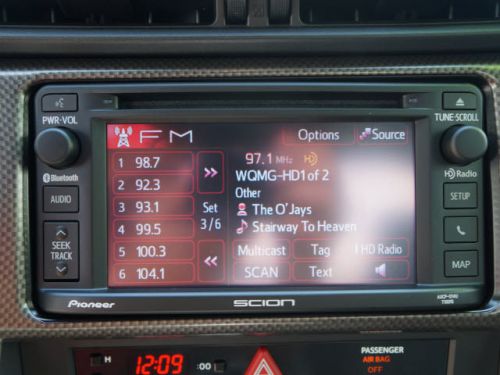 PWR·VOL
TUNE·SCROLL
FM
Options
Source
97.1 MHz
1 98.7
WQMG-HD1 of 2
2 92.3
Other
Bluetooth
HD Radio
3 93.1
The O'Jays
AUDIO
Set
SETUP
4 99.5
3/6
Stairway To Heaven
SEEK
TRACK
5 100.3
Multicast
Tag
HD Radio
6 104.1
SCAN
Text
MAP
Pioneer
SCION
H
12:09
:00
PASSENGER
AIR BAG
OFF